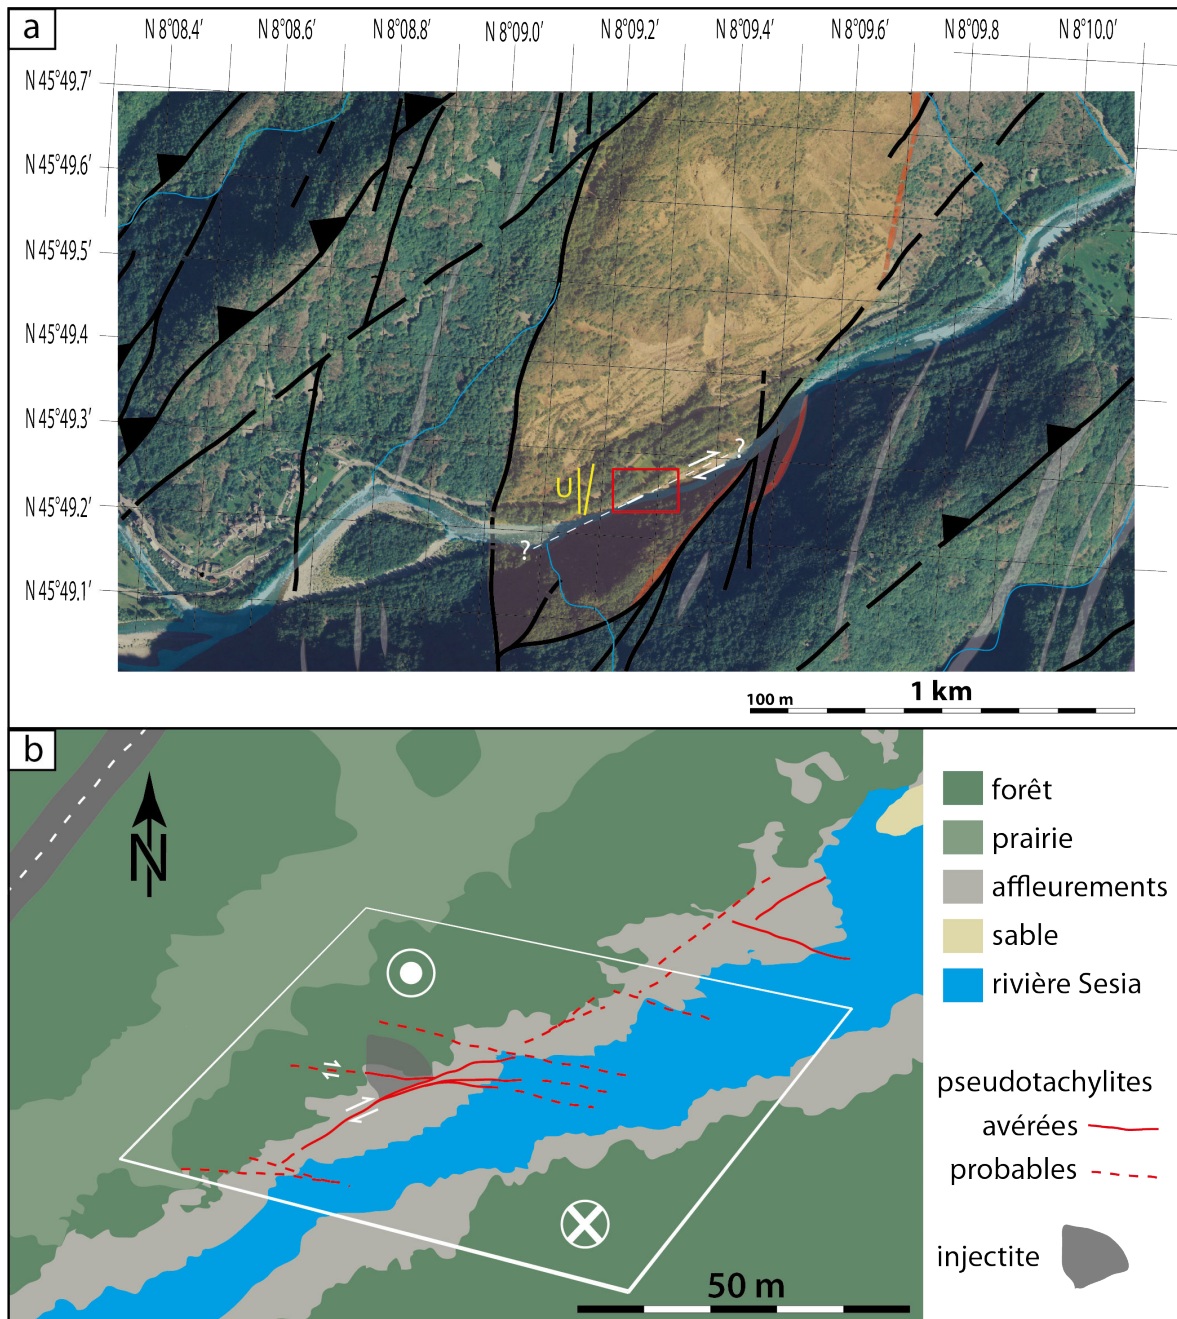 a
N 8°08.4' N 8°08.6' N 8°08.8' N 8°09.0' N 8°09.2' N 8°09.4' N 8°09.6' N 8°10.0'
N 45°49.7'
N 45°49.6'
N 45°49.5'
N 45°49.4'
N 45°49.3'
N 45°49.2'
N 45°49.1'
?
U
?
100 m
1 km
b
N
forêt
prairie
affleurements
sable
rivière Sesia
pseudotachylites
avérées
probables
injectite
50 m